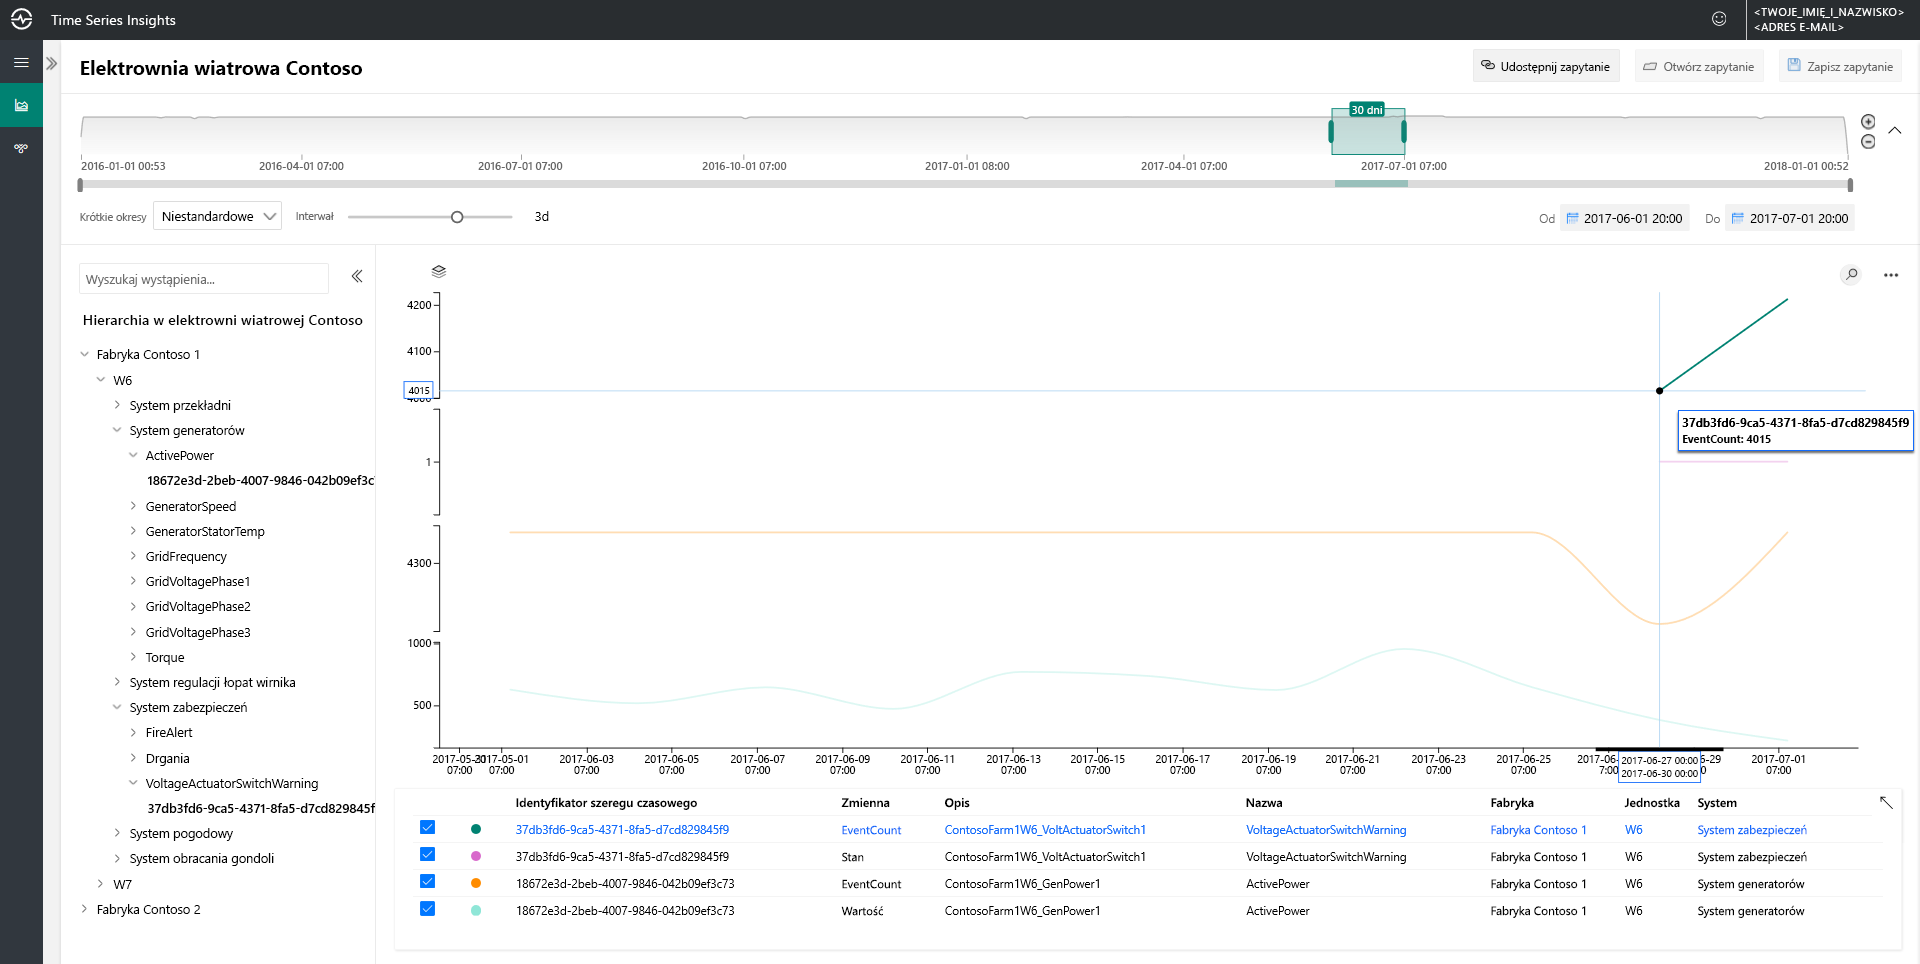 Time Series Insights
<TWOJE_IMIĘ_I_NAZWISKO>
<ADRES E-MAIL>
Elektrownia wiatrowa Contoso
Udostępnij zapytanie
Otwórz zapytanie
Zapisz zapytanie
30 dni
2016-01-01 00:53
2016-04-01 07:00
2016-07-01 07:00
2016-10-01 07:00
2017-01-01 08:00
2017-04-01 07:00
2017-07-01 07:00
2018-01-01 00:52
Krótkie okresy
Niestandardowe
Interwał
3d
Od
2017-06-01 20:00
Do
2017-07-01 20:00
Wyszukaj wystąpienia...
Hierarchia w elektrowni wiatrowej Contoso
Fabryka Contoso 1
W6
System przekładni
System generatorów
ActivePower
18672e3d-2beb-4007-9846-042b09ef3c
GeneratorSpeed
GeneratorStatorTemp
GridFrequency
GridVoltagePhase1
GridVoltagePhase2
GridVoltagePhase3
Torque
System regulacji łopat wirnika
System zabezpieczeń
FireAlert
Drgania
VoltageActuatorSwitchWarning
37db3fd6-9ca5-4371-8fa5-d7cd829845f
System pogodowy
System obracania gondoli
W7
Fabryka Contoso 2
4200
4100
4015
4000
37db3fd6-9ca5-4371-8fa5-d7cd829845f9
EventCount: 4015
1
4300
1000
500
2017-05-31 07:00
2017-06-01 07:00
2017-06-03 07:00
2017-06-05 07:00
2017-06-07 07:00
2017-06-09 07:00
2017-06-11 07:00
2017-06-13 07:00
2017-06-15 07:00
2017-06-17 07:00
2017-06-19 07:00
2017-06-21 07:00
2017-06-23 07:00
2017-06-25 07:00
2017-06-27 00:00
2017-06-30 00:00
2017-07-01 07:00
Identyfikator szeregu czasowego Zmienna Opis Nazwa Fabryka Jednostka System
37db3fd6-9ca5-4371-8fa5-d7cd829845f9 EventCount ContosoFarm1W6_VoltActuatorSwitch1 VoltageActuatorSwitchWarning Fabryka Contoso 1 W6 System zabezpieczeń
37db3fd6-9ca5-4371-8fa5-d7cd829845f9 Stan ContosoFarm1W6_VoltActuatorSwitch1 VoltageActuatorSwitchWarning Fabryka Contoso 1 W6 System zabezpieczeń
18672e3d-2beb-4007-9846-042b09ef3c73 EventCount ContosoFarm1W6_GenPower1 ActivePower Fabryka Contoso 1 W6 System generatorów
18672e3d-2beb-4007-9846-042b09ef3c73 Wartość ContosoFarm1W6_GenPower1 ActivePower Fabryka Contoso 1 W6 System generatorów